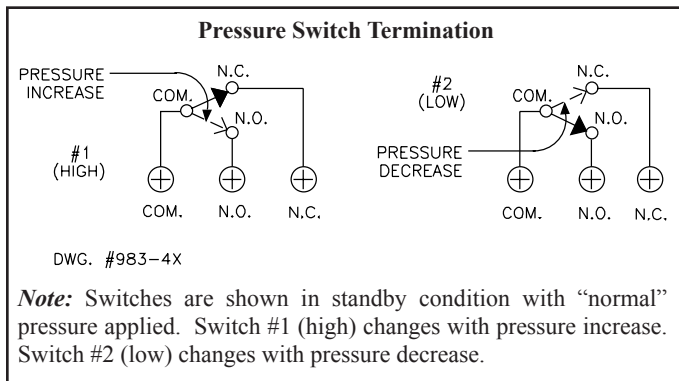 Pressure Switch Termination
PRESSURE
INCREASE
N.C.
COM.
N.O.
#1
(HIGH)
COM.
N.O.
N.C.
#2
(LOW)
N.C.
COM.
N.O.
PRESSURE
DECREASE
COM.
N.O.
N.C.
DWG. #983-4X
Note: Switches are shown in standby condition with “normal”
pressure applied. Switch #1 (high) changes with pressure increase.
Switch #2 (low) changes with pressure decrease.